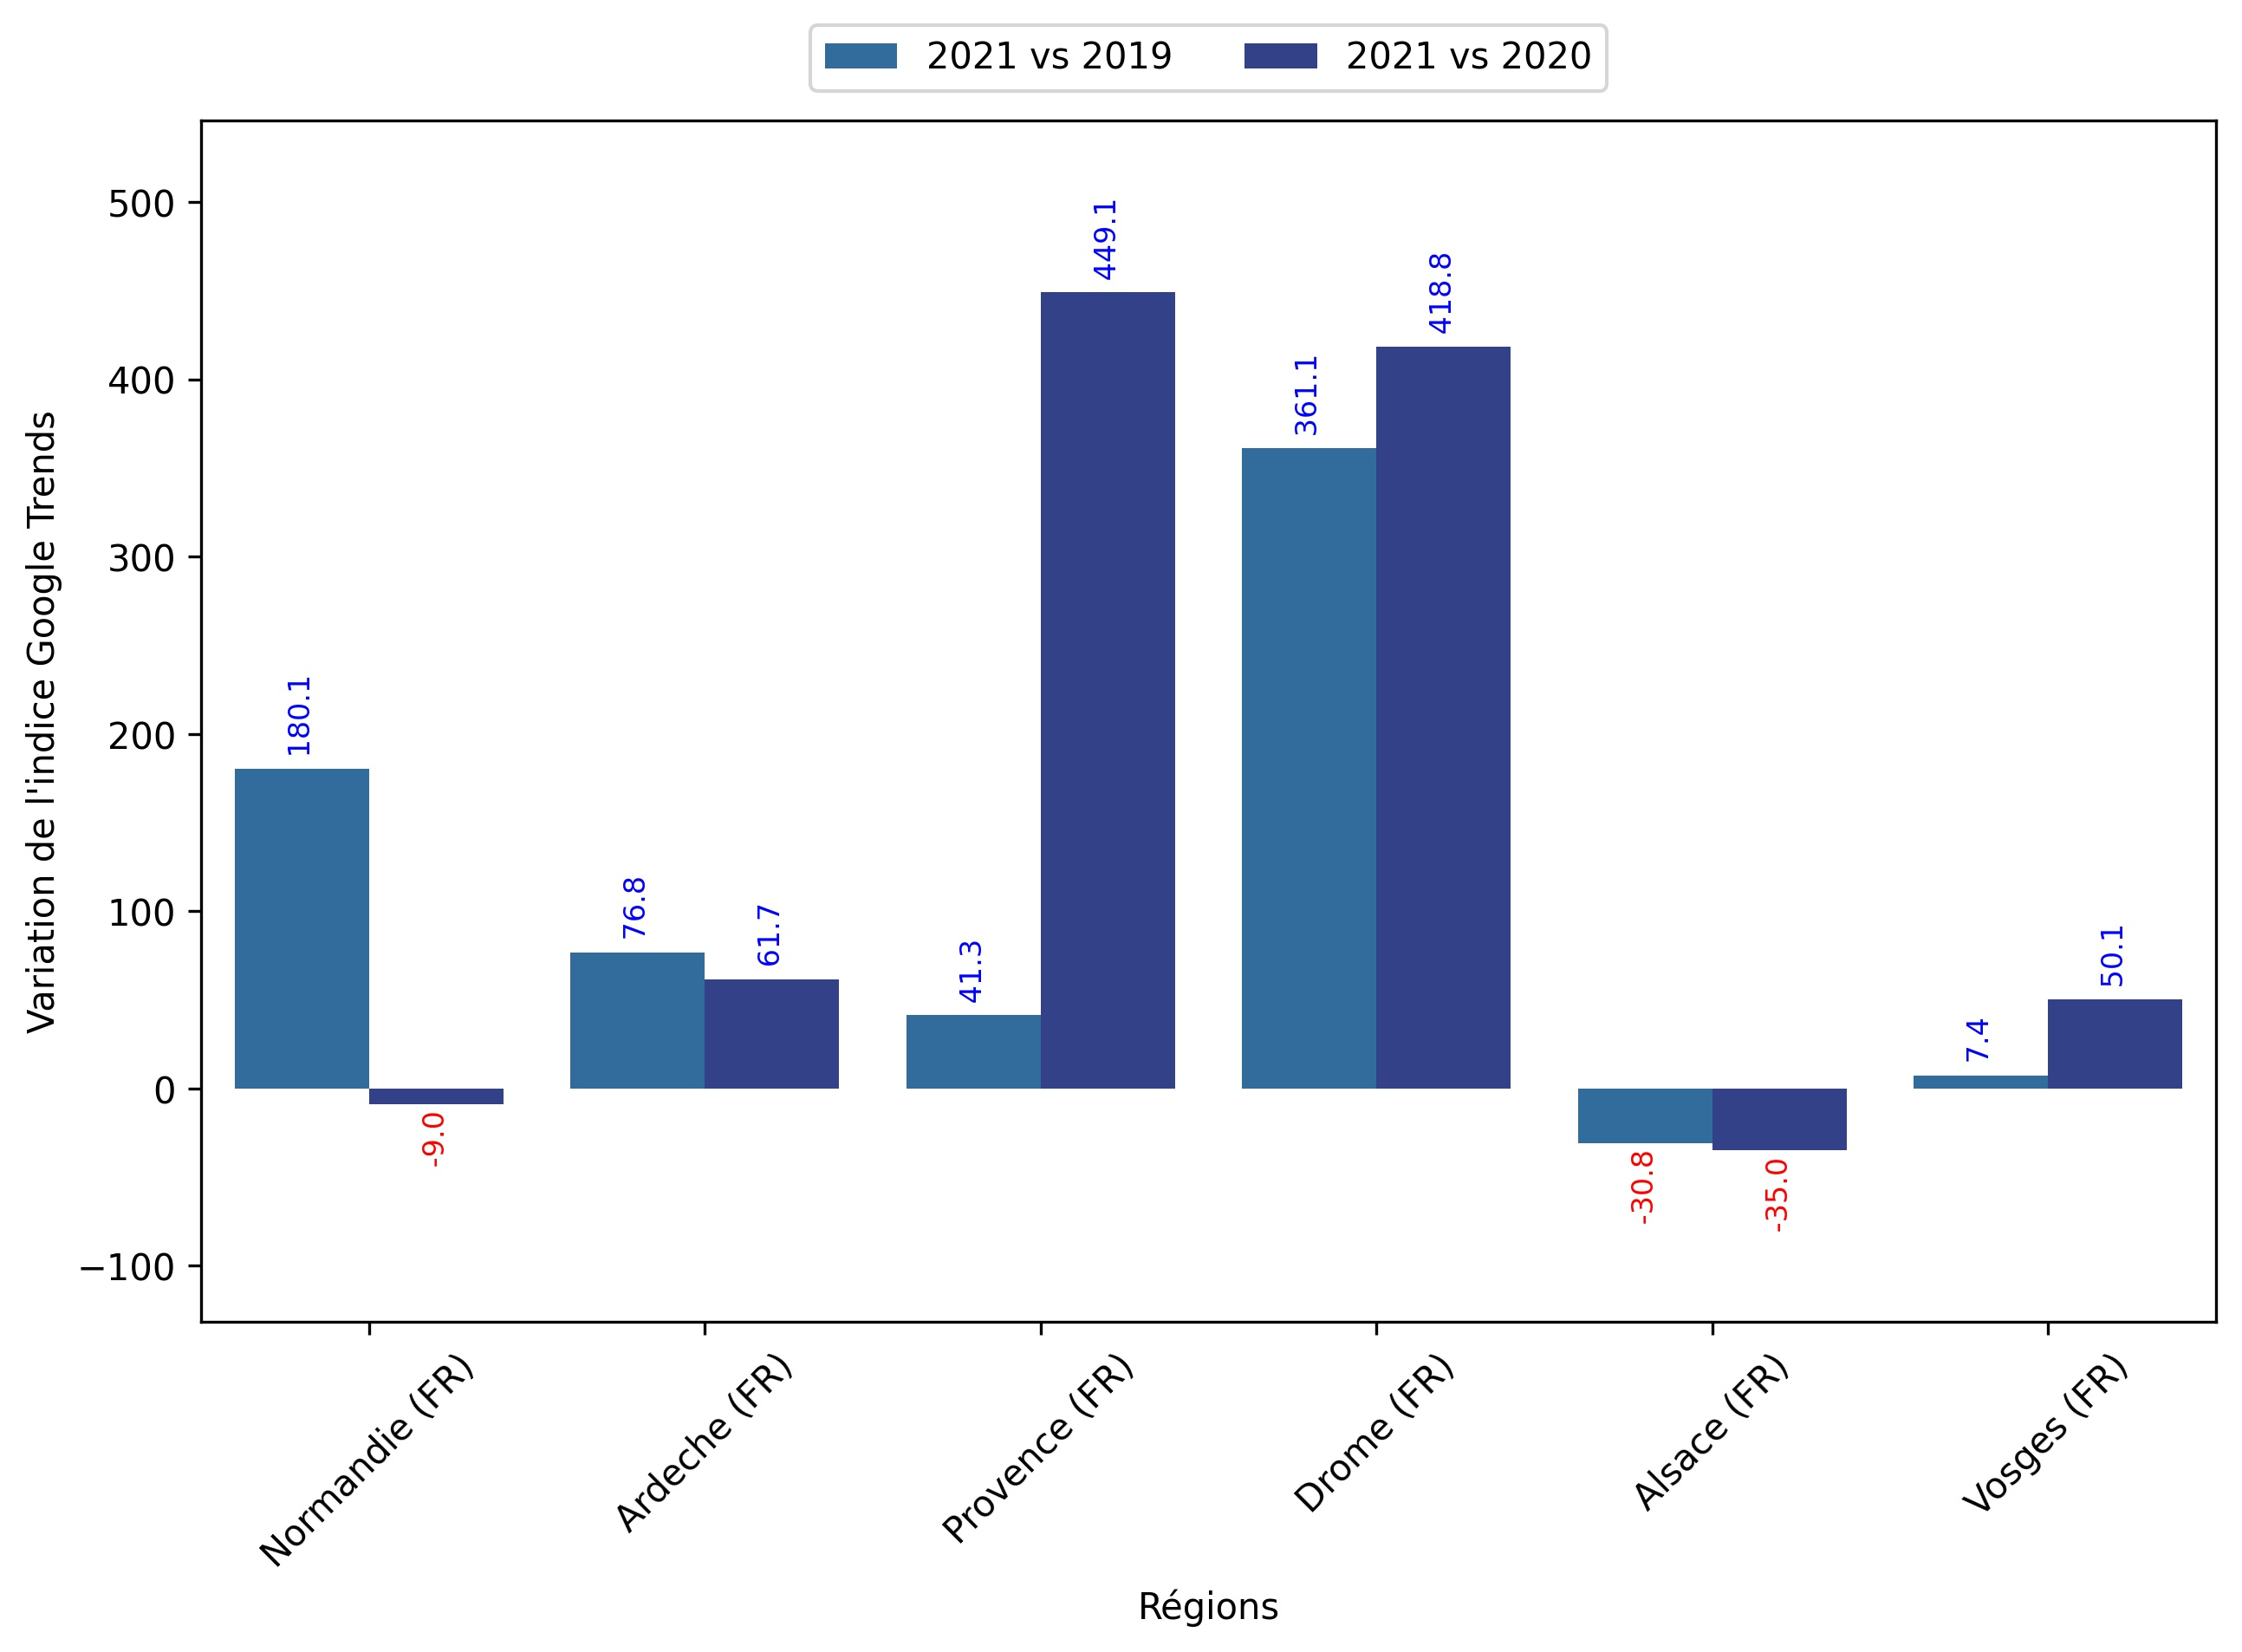 2021 vs 2019
2021 vs 2020
Variation de l'indice Google Trends
500
400
300
200
100
0
−100
180.1
-9.0
76.8
61.7
41.3
449.1
361.1
418.8
-30.8
-35.0
7.4
50.1
Normandie (FR)
Ardeche (FR)
Provence (FR)
Drome (FR)
Alsace (FR)
Vosges (FR)
Régions